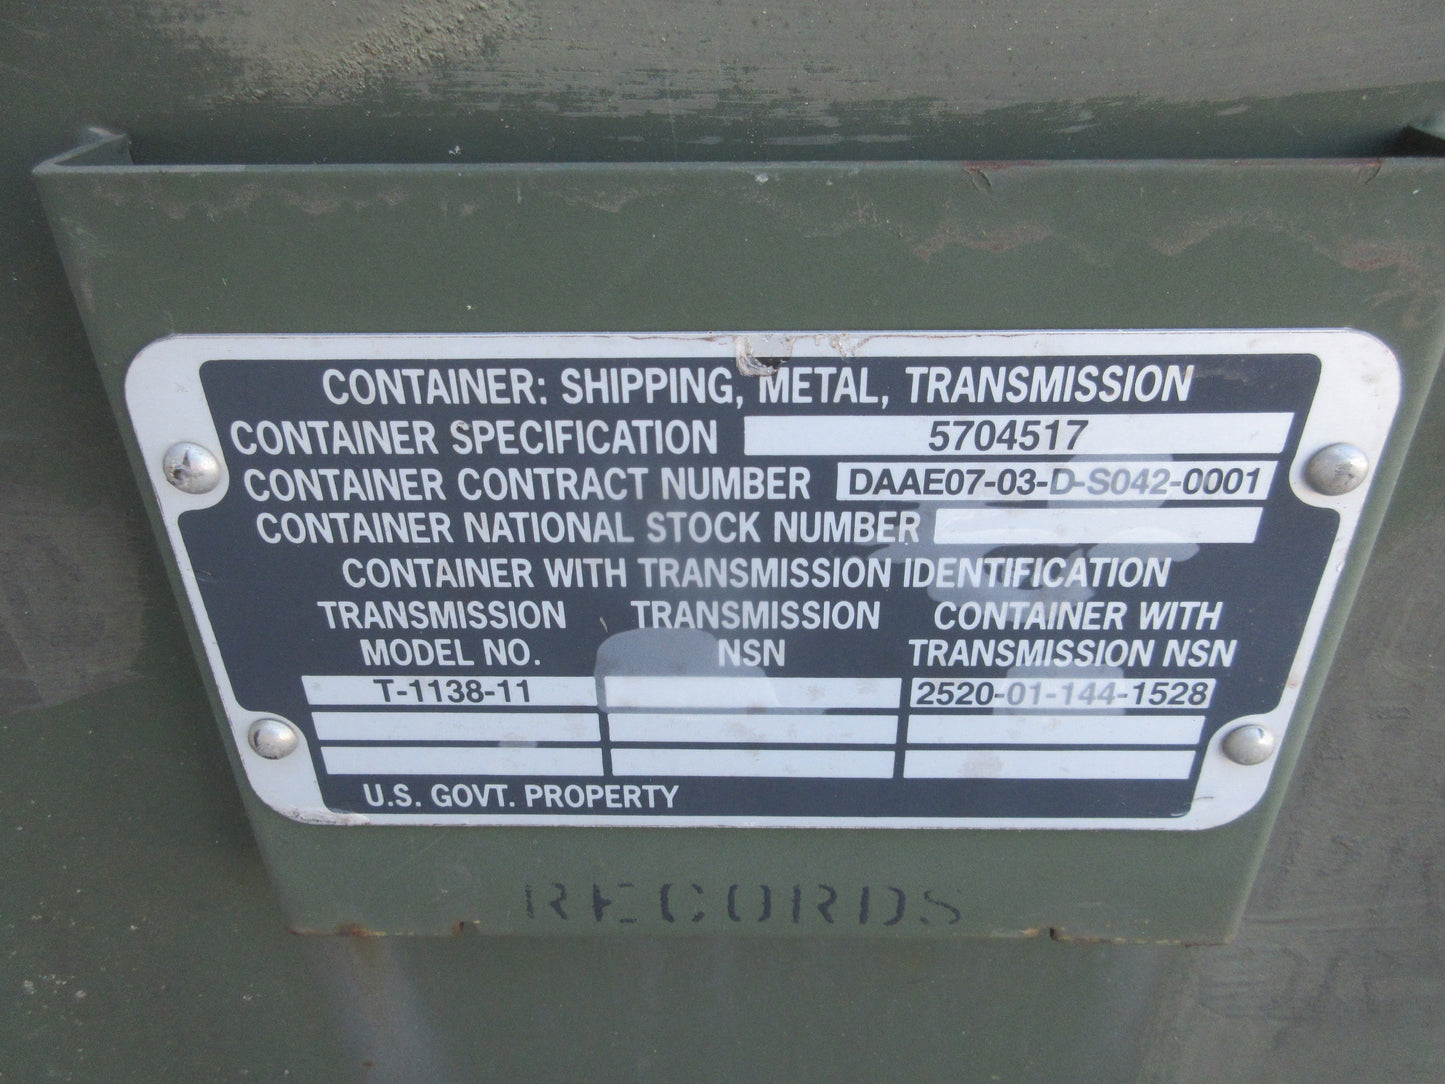 CONTAINER: SHIPPING, METAL, TRANSMISSION
CONTAINER SPECIFICATION 5704517
CONTAINER CONTRACT NUMBER DAAE07-03-D-S042-0001
CONTAINER NATIONAL STOCK NUMBER
CONTAINER WITH TRANSMISSION IDENTIFICATION
TRANSMISSION TRANSMISSION CONTAINER WITH
MODEL NO. NSN TRANSMISSION NSN
T-1138-11 2520-01-144-1528
U.S. GOVT. PROPERTY
RECORDS